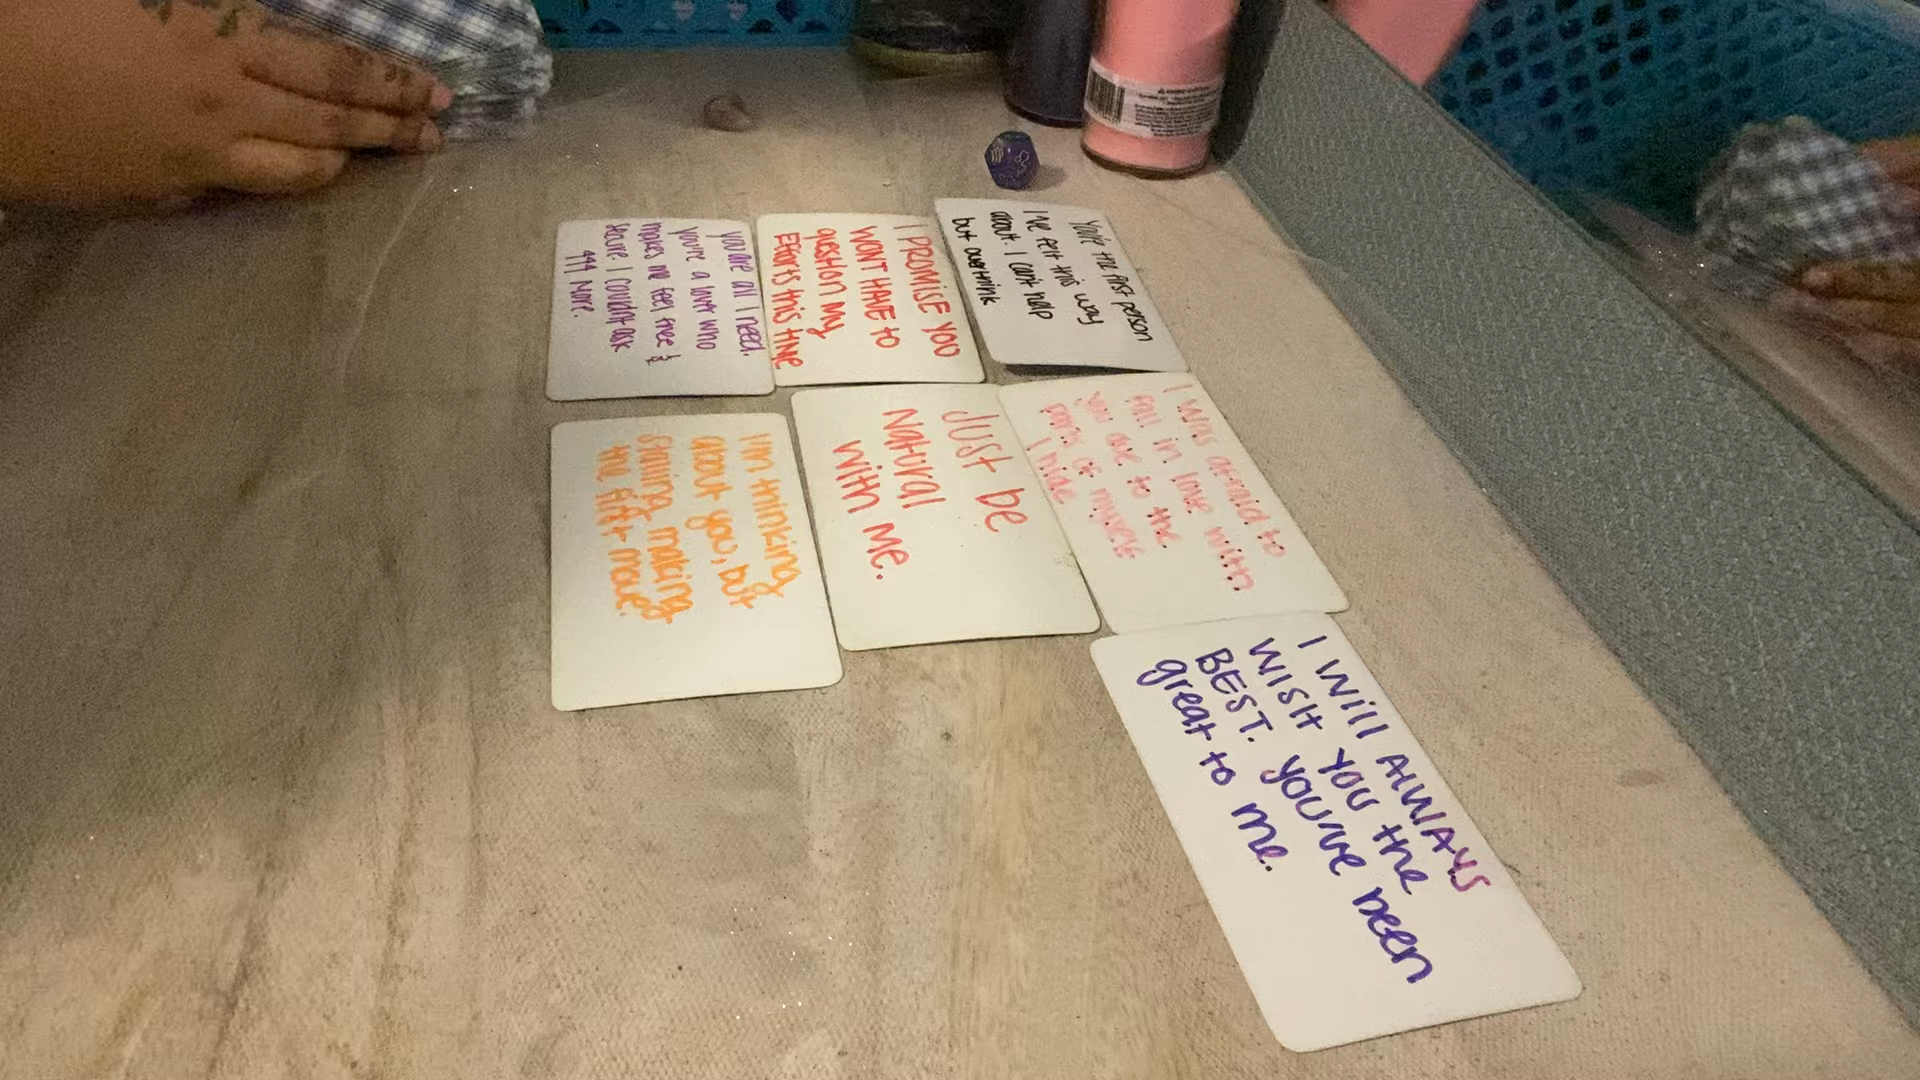 You're the first person
I've felt this way
about. I can't help
but overthink
I PROMISE YOU
WONT HAVE TO
question My
Efforts this time
you are all I need.
you're a lover who
makes me feel free &
secure. I couldnt ask
444 More.
I was afraid to
fall in love with
you due to the
parts of myself
I hide
Just be
Natural
with me.
I'm thinking
about you, but
stalling making
the first move.
I will AlWAYS
WISH YOU the
BEST. YOU'VE been
great to me.